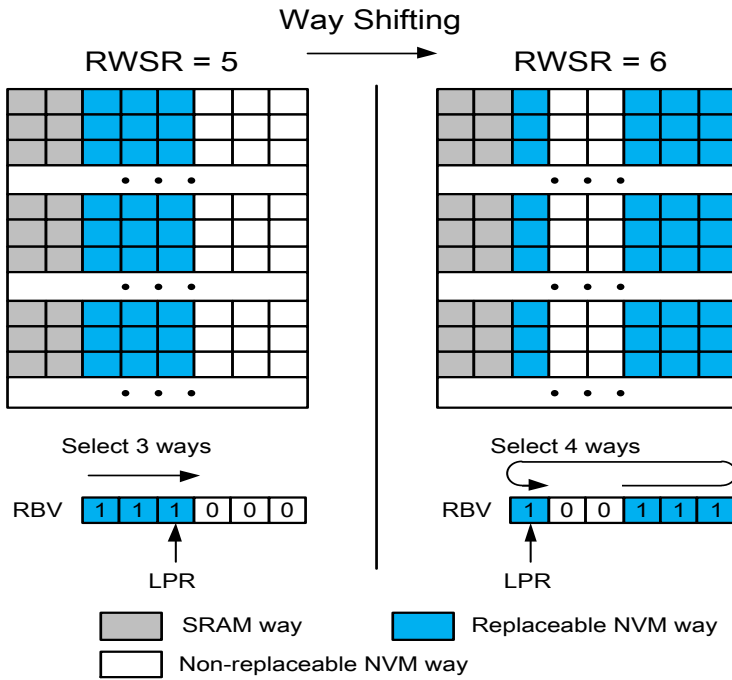 Way Shifting
RWSR = 5
RWSR = 6
• • •
• • •
• • •
• • •
• • •
• • •
Select 3 ways
Select 4 ways
RBV 1 1 1 0 0 0
RBV 1 0 0 1 1 1
LPR
LPR
SRAM way
Replaceable NVM way
Non-replaceable NVM way